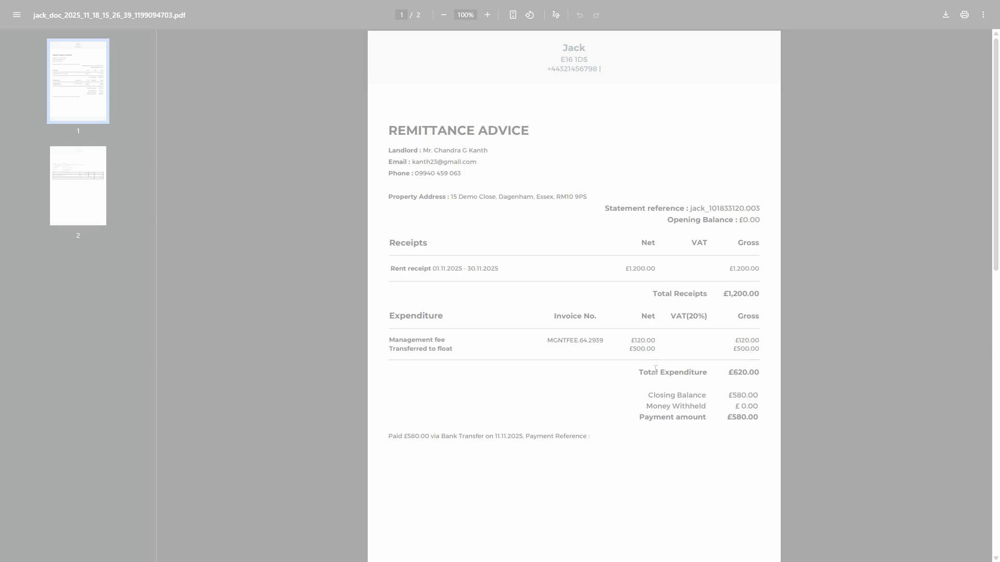 jack_doc_2025_11_18_15_26_39_1199094703.pdf
1 / 2
100%
1
2
Jack
E16 1DS
+44321456798 |
REMITTANCE ADVICE
Landlord : Mr. Chandra G Kanth
Email : kanth23@gmail.com
Phone : 09940 459 063
Property Address : 15 Demo Close, Dagenham, Essex, RM10 9PS
Statement reference : jack_101833120.003
Opening Balance : £0.00
Receipts Net VAT Gross
Rent receipt 01.11.2025 - 30.11.2025 £1,200.00 £1,200.00
Total Receipts £1,200.00
Expenditure Invoice No. Net VAT(20%) Gross
Management fee MGNTFEE.64.2939 £120.00 £120.00
Transferred to float £500.00 £500.00
Total Expenditure £620.00
Closing Balance £580.00
Money Withheld £ 0.00
Payment amount £580.00
Paid £580.00 via Bank Transfer on 11.11.2025, Payment Reference :